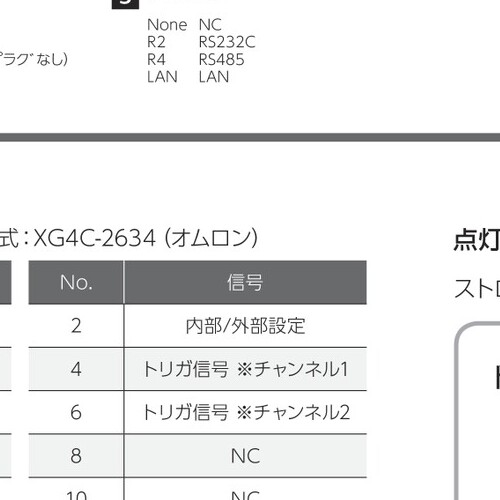 None NC
R2 RS232C
R4 RS485
LAN LAN
プラグなし)
式：XG4C-2634 (オムロン)
点灯
No. 信号
2 内部/外部設定
4 トリガ信号 ※チャンネル1
6 トリガ信号 ※チャンネル2
8 NC
10 NC